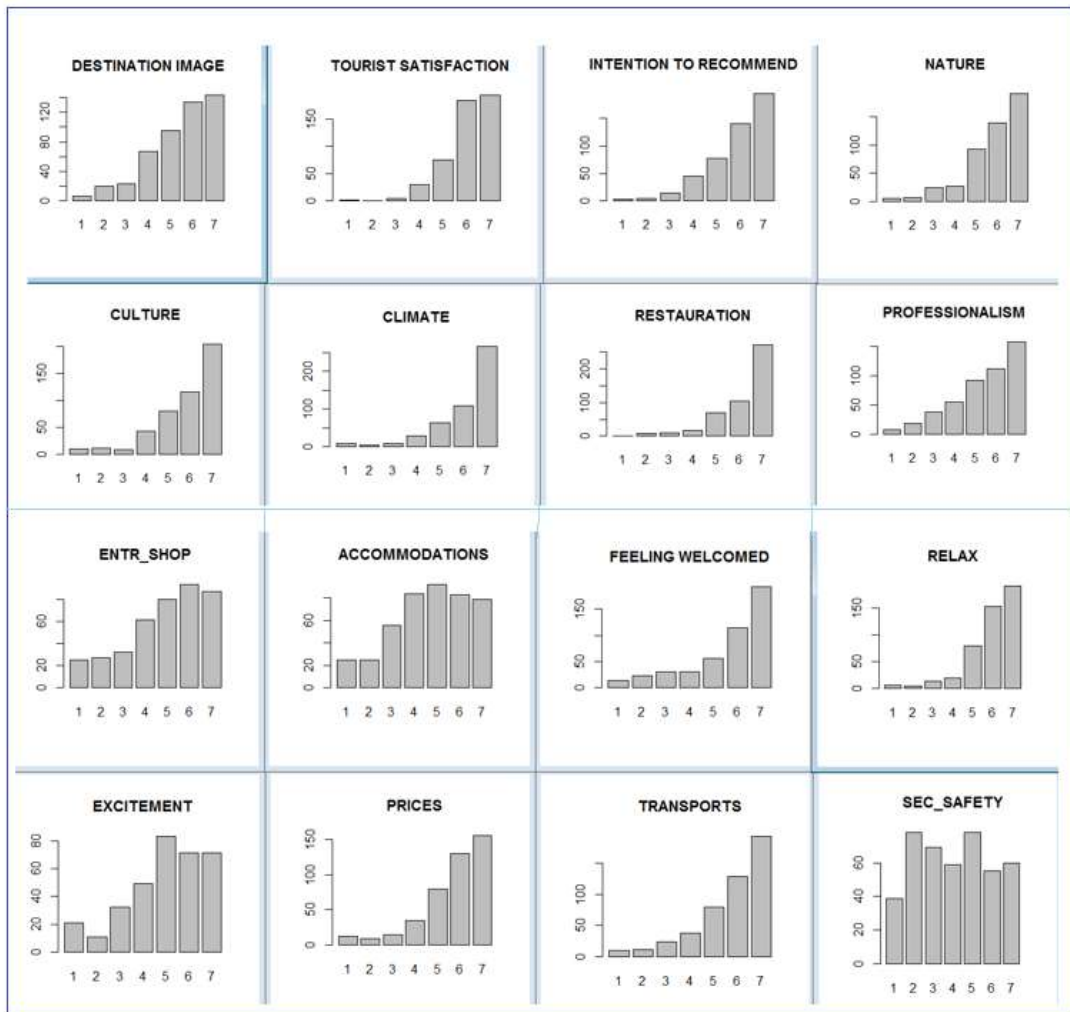 DESTINATION IMAGE
0 40 80 120
1 2 3 4 5 6 7
TOURIST SATISFACTION
0 50 150
1 2 3 4 5 6 7
INTENTION TO RECOMMEND
0 50 150
1 2 3 4 5 6 7
NATURE
0 50 100
1 2 3 4 5 6 7
CULTURE
0 50 150
1 2 3 4 5 6 7
CLIMATE
0 100 200
1 2 3 4 5 6 7
RESTAURATION
0 50 100 200
1 2 3 4 5 6 7
PROFESSIONALISM
0 50 100
1 2 3 4 5 6 7
ENTR_SHOP
0 20 60
1 2 3 4 5 6 7
ACCOMMODATIONS
0 20 60
1 2 3 4 5 6 7
FEELING WELCOMED
0 50 150
1 2 3 4 5 6 7
RELAX
0 50 150
1 2 3 4 5 6 7
EXCITEMENT
0 20 40 60 80
1 2 3 4 5 6 7
PRICES
0 50 100 150
1 2 3 4 5 6 7
TRANSPORTS
0 50 100
1 2 3 4 5 6 7
SEC_SAFETY
0 20 40 60
1 2 3 4 5 6 7